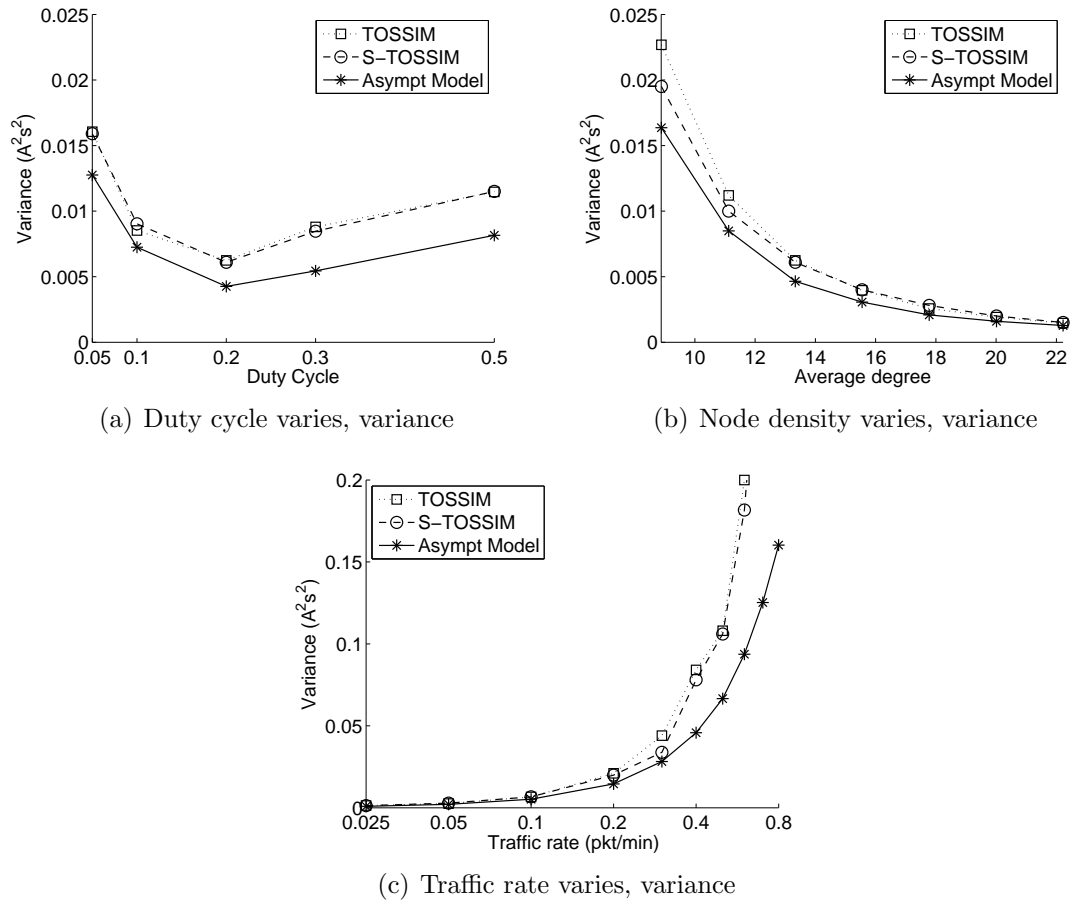 0.025
0.02
0.015
0.01
0.005
0
Variance (A²s²)
TOSSIM
S−TOSSIM
Asympt Model
0.05 0.1 0.2 0.3 0.5
Duty Cycle
(a) Duty cycle varies, variance
0.025
0.02
0.015
0.01
0.005
0
Variance (A²s²)
TOSSIM
S−TOSSIM
Asympt Model
10 12 14 16 18 20 22
Average degree
(b) Node density varies, variance
0.2
0.15
0.1
0.05
0
Variance (A²s²)
TOSSIM
S−TOSSIM
Asympt Model
0.025 0.05 0.1 0.2 0.4 0.8
Traffic rate (pkt/min)
(c) Traffic rate varies, variance